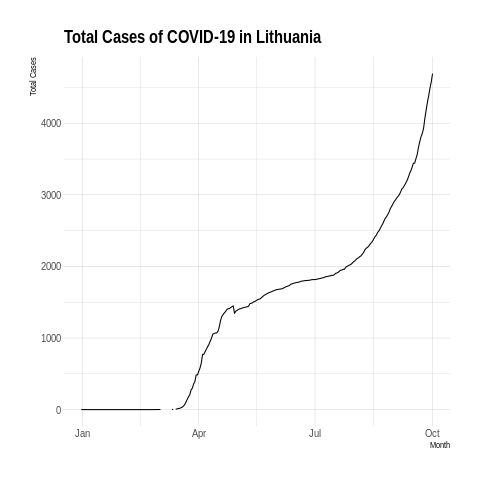 Total Cases of COVID-19 in Lithuania
Total Cases
4000
3000
2000
1000
0
Jan Apr Jul Oct
Month